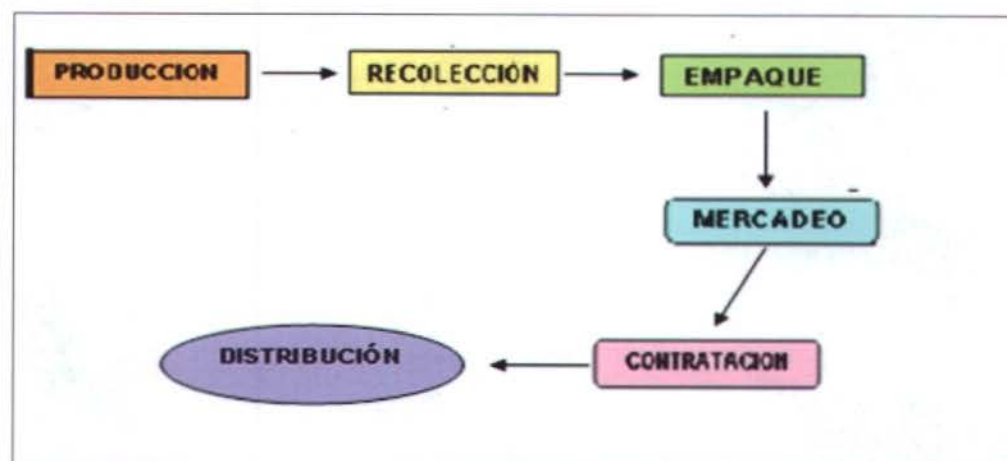 PRODUCCION
RECOLECCIÓN
EMPAQUE
MERCADEO
CONTRATACION
DISTRIBUCIÓN